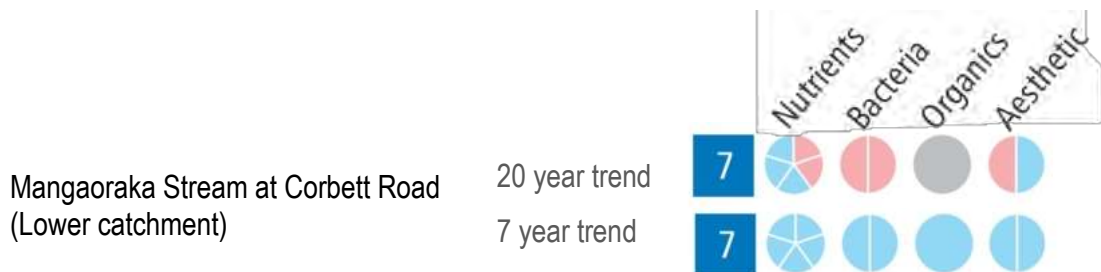 Nutrients
Bacteria
Organics
Aesthetic
Mangaoraka Stream at Corbett Road
(Lower catchment)
20 year trend
7
7 year trend
7